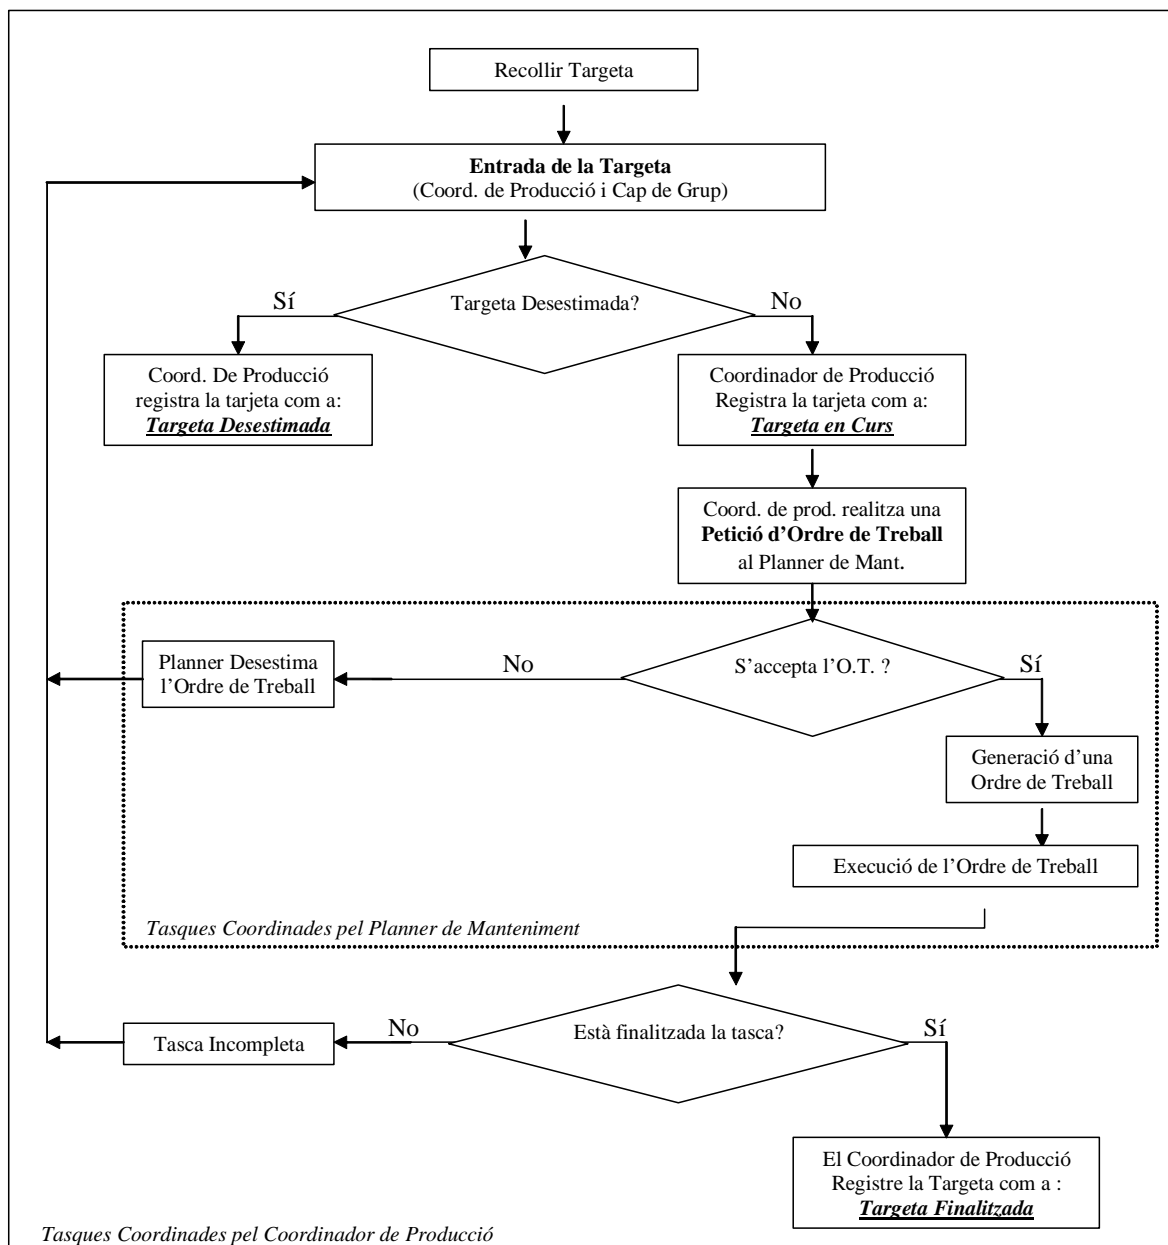 Recollir Targeta
Entrada de la Targeta
(Coord. de Producció i Cap de Grup)
Targeta Desestimada?
Sí
No
Coord. De Producció
registra la tarjeta com a:
Targeta Desestimada
Coordinador de Producció
Registra la tarjeta com a:
Targeta en Curs
Coord. de prod. realitza una
Petició d’Ordre de Treball
al Planner de Mant.
S’accepta l’O.T. ?
No
Sí
Planner Desestima
l’Ordre de Treball
Generació d’una
Ordre de Treball
Execució de l’Ordre de Treball
Tasques Coordinades pel Planner de Manteniment
Està finalitzada la tasca?
No
Sí
Tasca Incompleta
El Coordinador de Producció
Registre la Targeta com a :
Targeta Finalitzada
Tasques Coordinades pel Coordinador de Producció